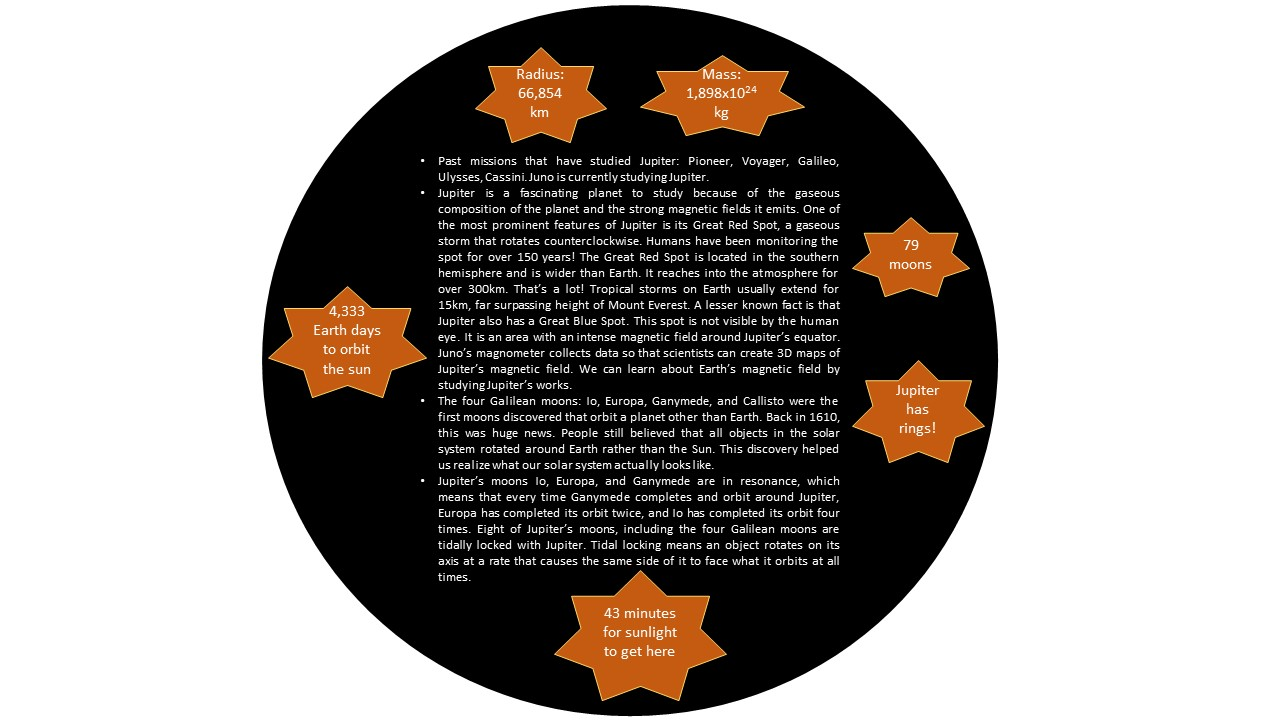 Radius:
66,854
km
Mass:
1,898x10²⁴
kg
• Past missions that have studied Jupiter: Pioneer, Voyager, Galileo,
Ulysses, Cassini. Juno is currently studying Jupiter.
• Jupiter is a fascinating planet to study because of the gaseous
composition of the planet and the strong magnetic fields it emits. One of
the most prominent features of Jupiter is its Great Red Spot, a gaseous
storm that rotates counterclockwise. Humans have been monitoring the
spot for over 150 years! The Great Red Spot is located in the southern
hemisphere and is wider than Earth. It reaches into the atmosphere for
over 300km. That's a lot! Tropical storms on Earth usually extend for
15km, far surpassing height of Mount Everest. A lesser known fact is that
Jupiter also has a Great Blue Spot. This spot is not visible by the human
eye. It is an area with an intense magnetic field around Jupiter's equator.
Juno's magnometer collects data so that scientists can create 3D maps of
Jupiter's magnetic field. We can learn about Earth's magnetic field by
studying Jupiter's works.
• The four Galilean moons: Io, Europa, Ganymede, and Callisto were the
first moons discovered that orbit a planet other than Earth. Back in 1610,
this was huge news. People still believed that all objects in the solar
system rotated around Earth rather than the Sun. This discovery helped
us realize what our solar system actually looks like.
• Jupiter's moons Io, Europa, and Ganymede are in resonance, which
means that every time Ganymede completes and orbit around Jupiter,
Europa has completed its orbit twice, and Io has completed its orbit four
times. Eight of Jupiter's moons, including the four Galilean moons are
tidally locked with Jupiter. Tidal locking means an object rotates on its
axis at a rate that causes the same side of it to face what it orbits at all
times.
79
moons
4,333
Earth days
to orbit
the sun
Jupiter
has
rings!
43 minutes
for sunlight
to get here